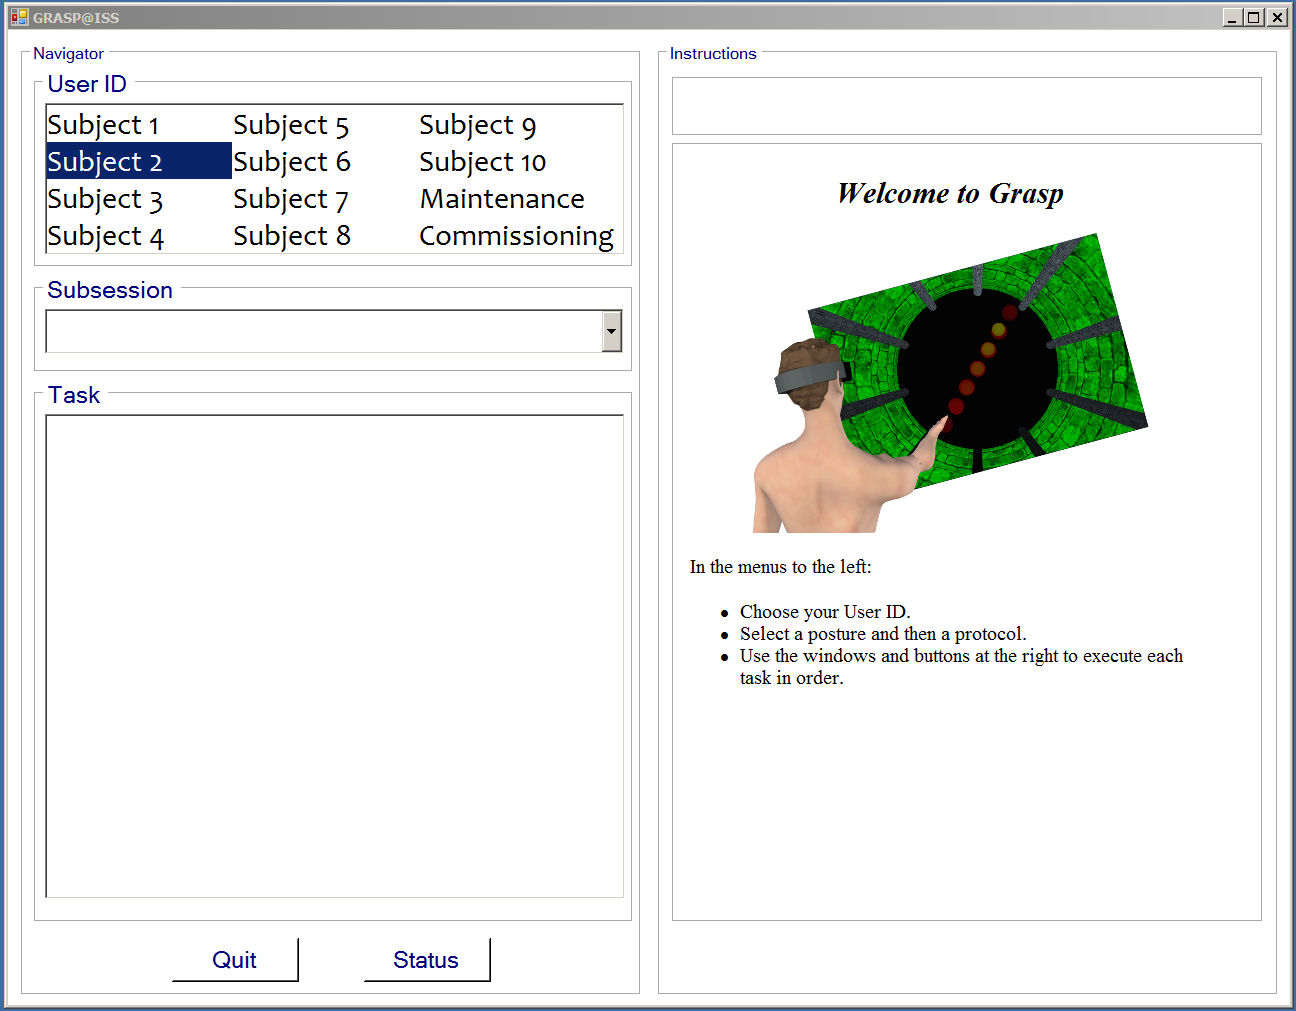 GRASP@ISS
Navigator
User ID
Subject 1
Subject 2
Subject 3
Subject 4
Subject 5
Subject 6
Subject 7
Subject 8
Subject 9
Subject 10
Maintenance
Commissioning
Subsession
Task
Quit
Status
Instructions
Welcome to Grasp
In the menus to the left:
Choose your User ID.
Select a posture and then a protocol.
Use the windows and buttons at the right to execute each
task in order.